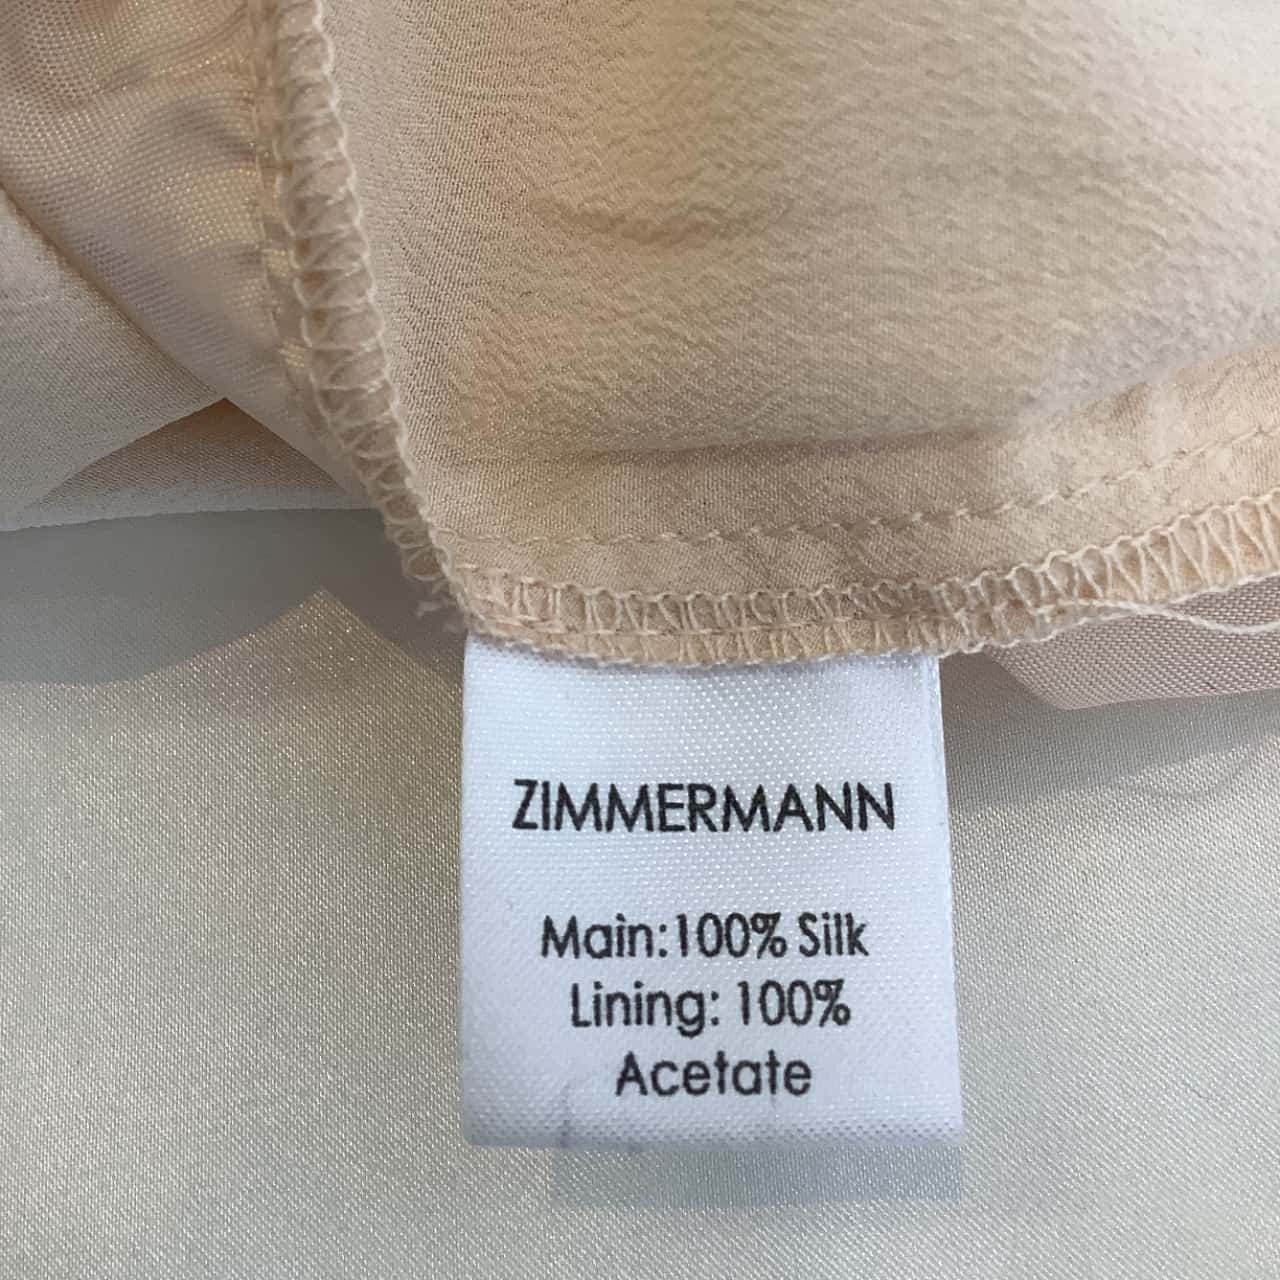 ZIMMERMANN
Main:100% Silk
Lining: 100%
Acetate